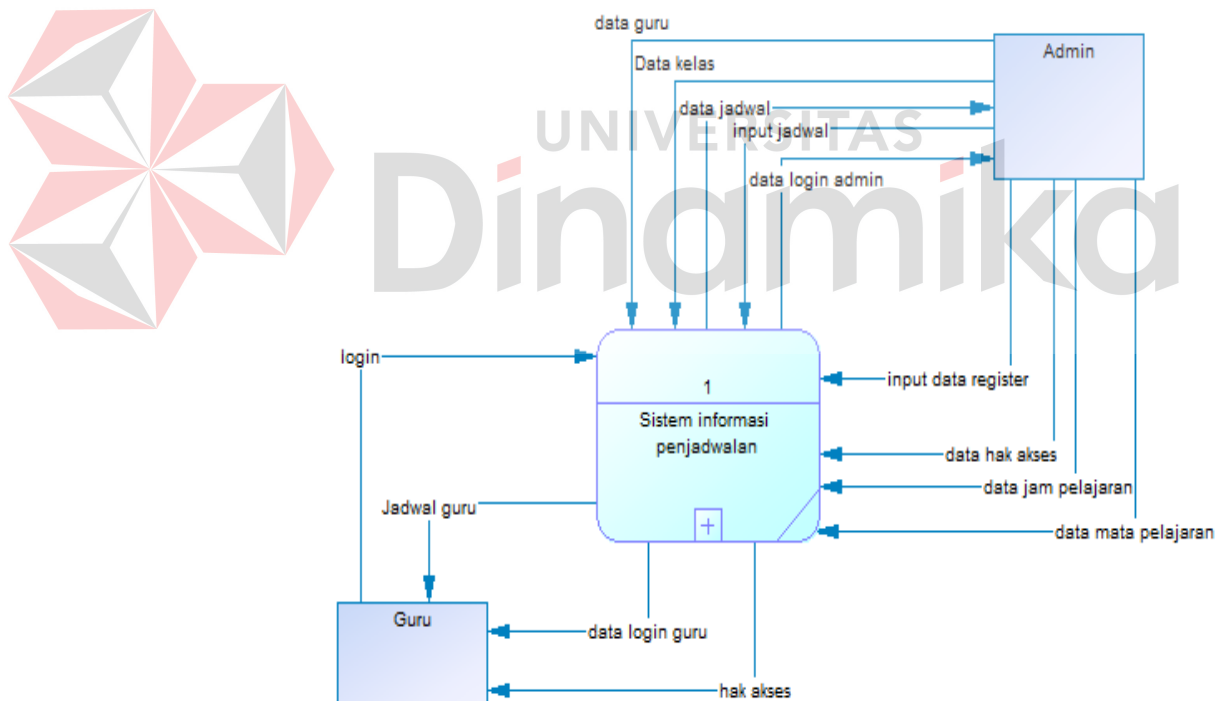 data guru
Admin
Data kelas
data jadwal
UNIVERSITAS
input jadwal
Dinamika
data login admin
login
input data register
1
Sistem informasi
penjadwalan
data hak akses
data jam pelajaran
Jadwal guru
data mata pelajaran
Guru
data login guru
hak akses